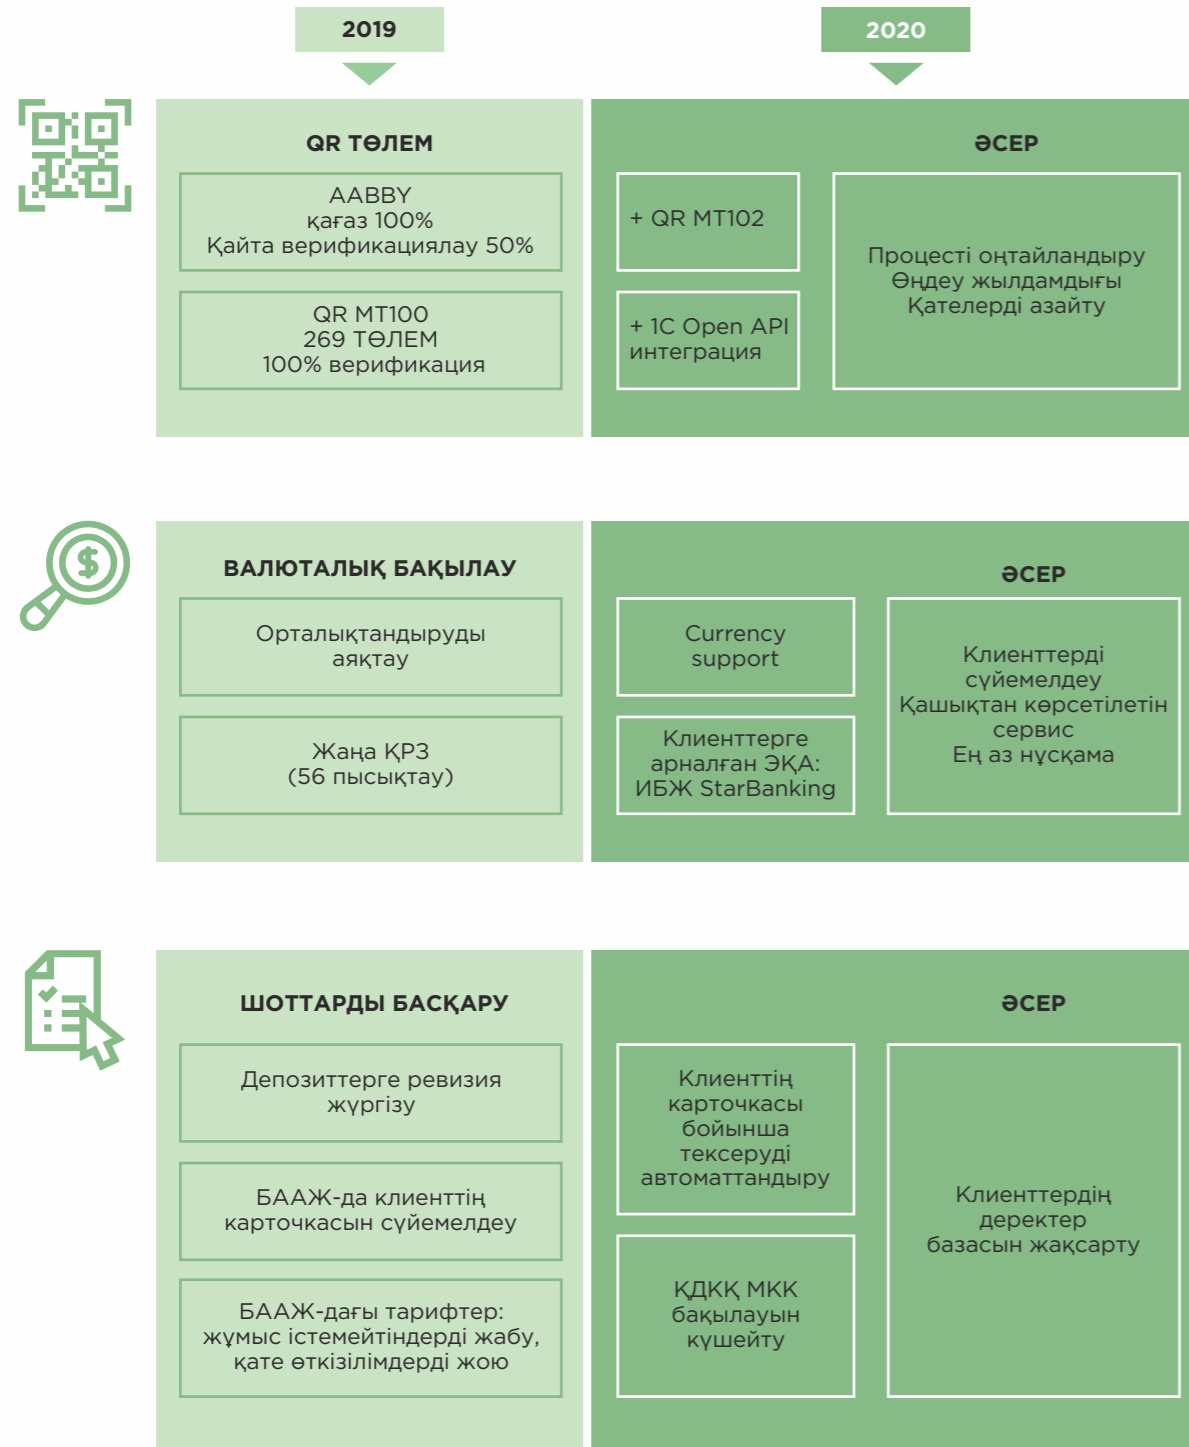 2019
2020
QR ТӨЛЕМ
AABBY
қағаз 100%
Қайта верификациялау 50%
QR MT100
269 ТӨЛЕМ
100% верификация
+ QR MT102
+ 1C Open API
интеграция
ӘСЕР
Процесті оңтайландыру
Өңдеу жылдамдығы
Қателерді азайту
ВАЛЮТАЛЫҚ БАҚЫЛАУ
Орталықтандыруды
аяқтау
Жаңа ҚРЗ
(56 пысықтау)
Currency
support
Клиенттерге
арналған ЭҚА:
ИБЖ StarBanking
ӘСЕР
Клиенттерді
сүйемелдеу
Қашықтан көрсетілетін
сервис
Ең аз нұсқама
ШОТТАРДЫ БАСҚАРУ
Депозиттерге ревизия
жүргізу
БААЖ-да клиенттің
карточкасын сүйемелдеу
БААЖ-дағы тарифтер:
жұмыс істемейтіндерді жабу,
қате өткізілімдерді жою
Клиенттің
карточкасы
бойынша
тексеруді
автоматтандыру
ҚДКҚ МКК
бақылауын
күшейту
ӘСЕР
Клиенттердің
деректер
базасын жақсарту